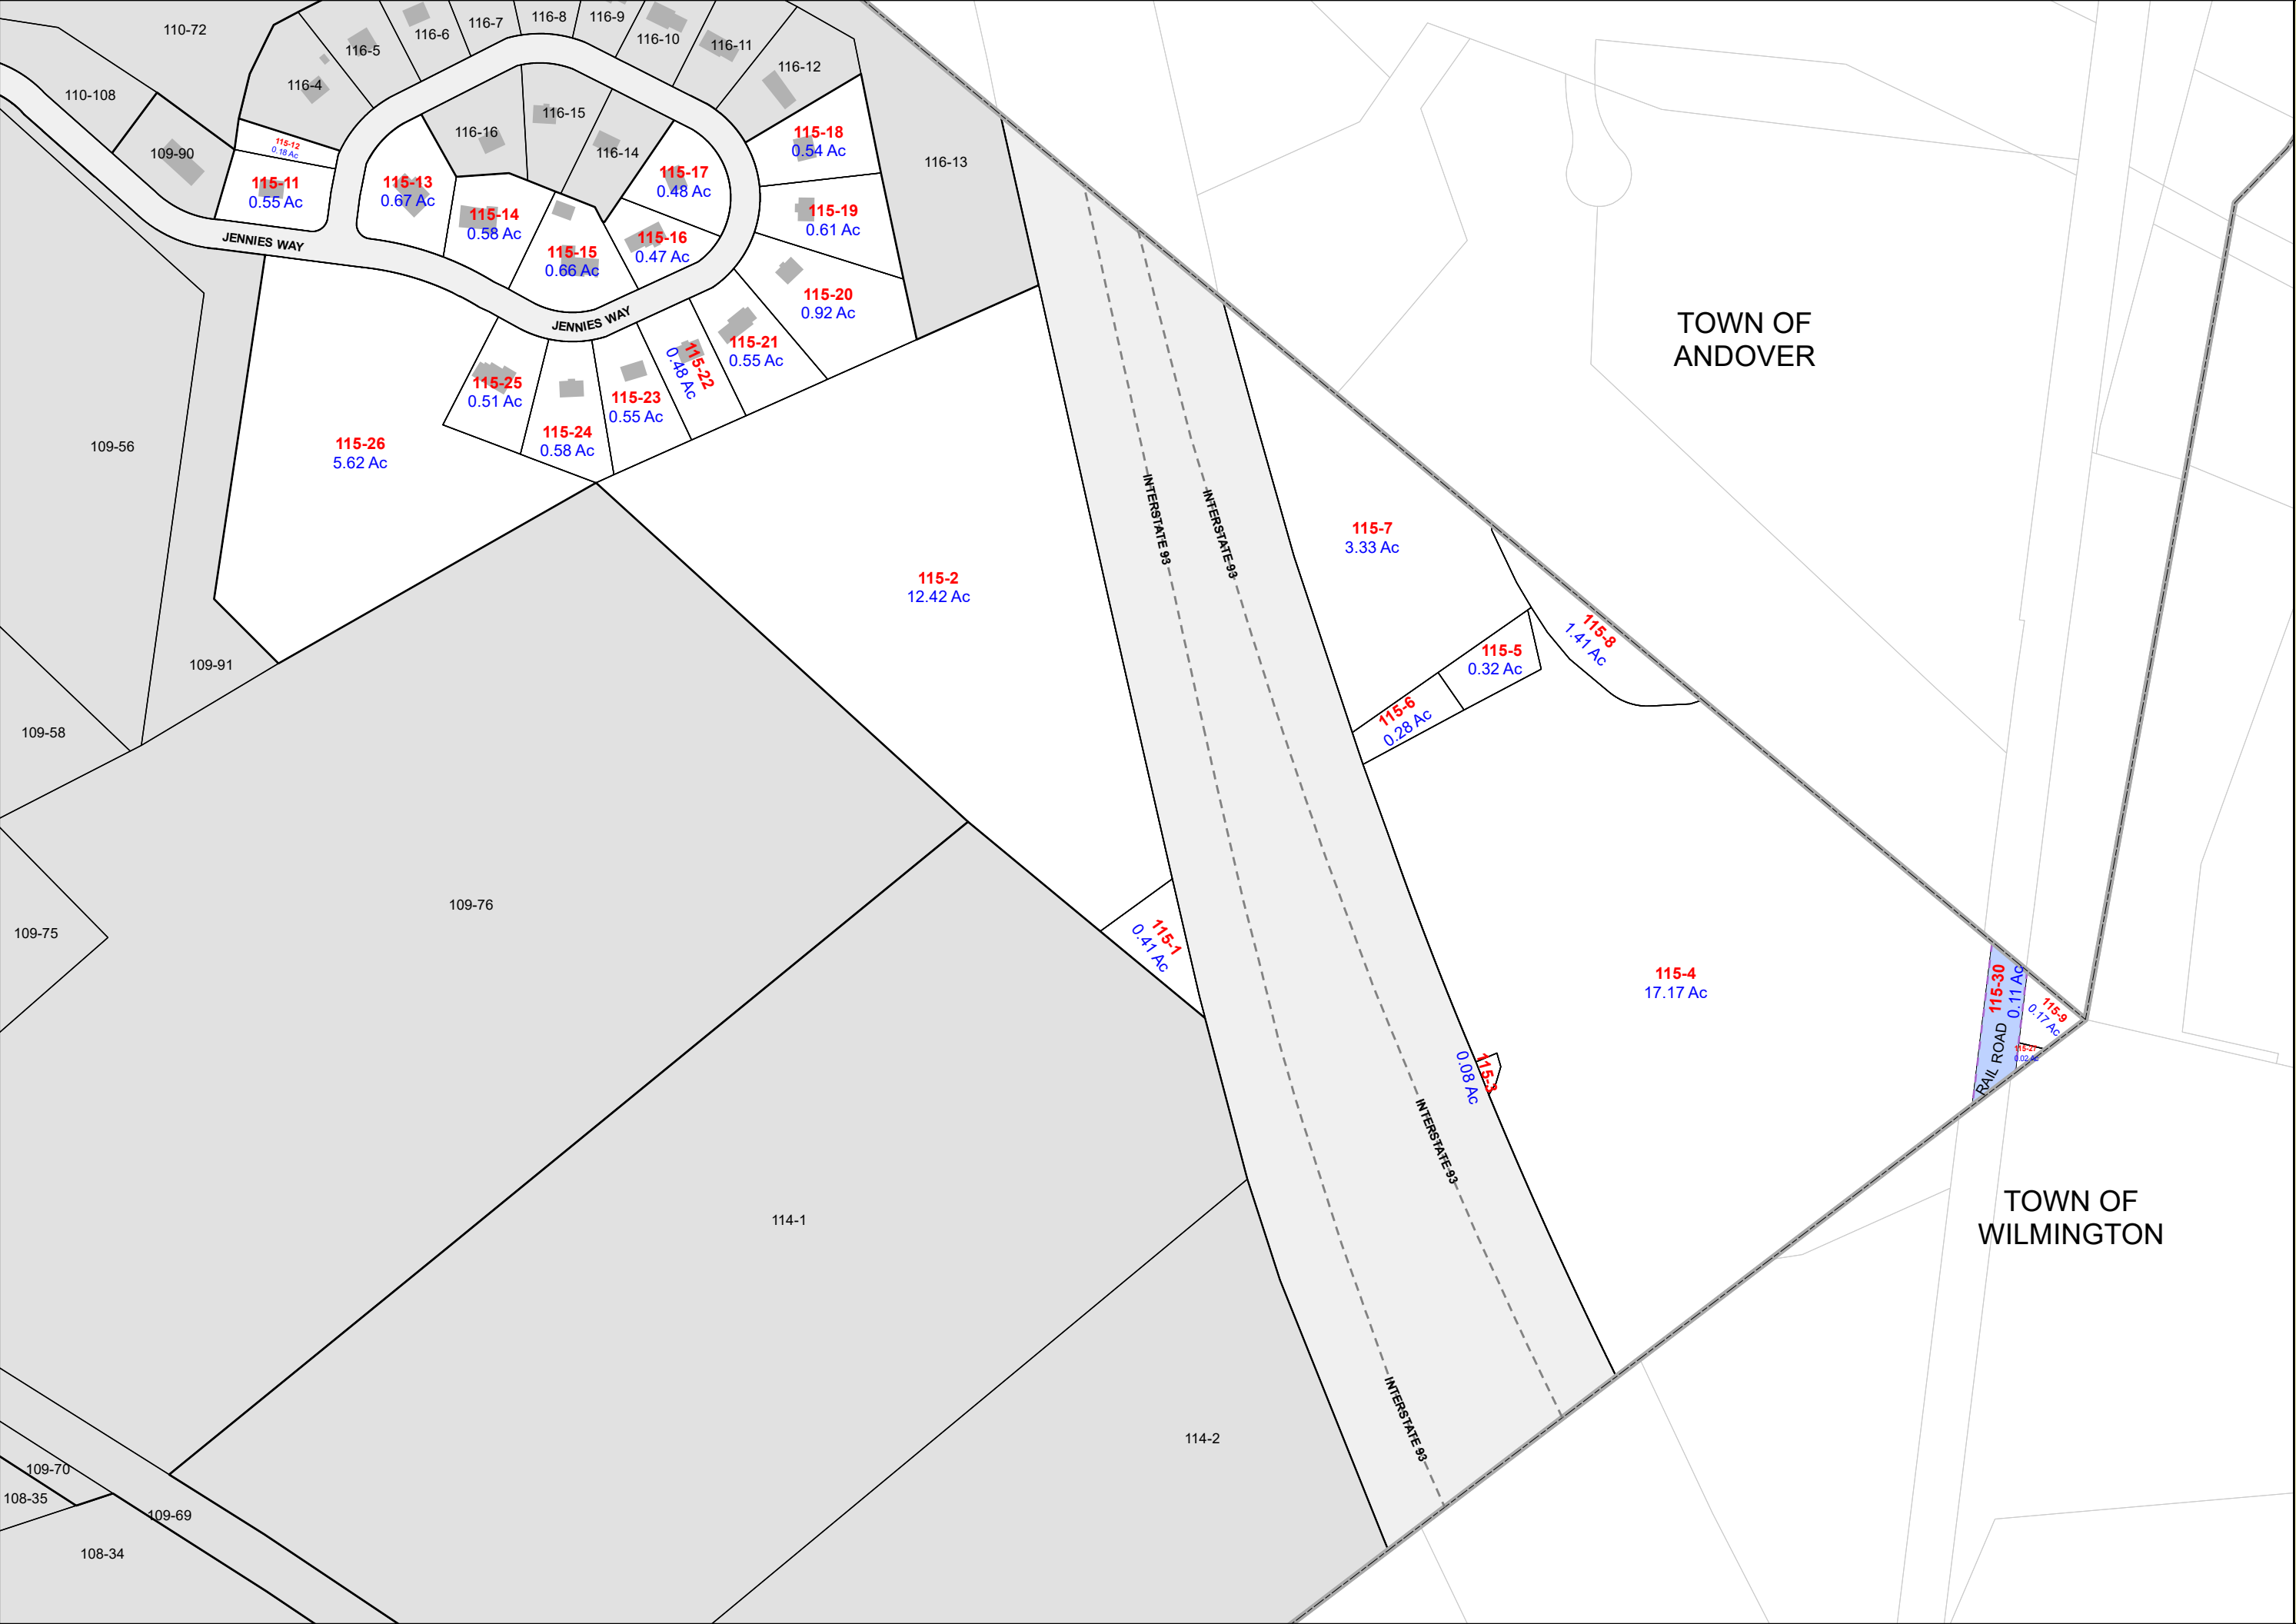 110-72
116-5
116-6
116-7
116-8
116-9
116-10
116-11
116-12
116-4
110-108
109-90
115-12
0.18 Ac
115-11
0.55 Ac
116-16
116-15
116-14
115-13
0.67 Ac
115-14
0.58 Ac
115-15
0.66 Ac
115-16
0.47 Ac
115-17
0.48 Ac
115-18
0.54 Ac
116-13
115-19
0.61 Ac
115-20
0.92 Ac
JENNIES WAY
JENNIES WAY
115-21
0.55 Ac
115-22
0.48 Ac
115-23
0.55 Ac
115-24
0.58 Ac
115-25
0.51 Ac
115-26
5.62 Ac
109-56
109-91
109-58
TOWN OF
ANDOVER
INTERSTATE 93
INTERSTATE 93
115-7
3.33 Ac
115-2
12.42 Ac
115-8
1.41 Ac
115-5
0.32 Ac
115-6
0.28 Ac
109-76
109-75
115-1
0.41 Ac
115-4
17.17 Ac
115-30
0.11 Ac
RAIL ROAD
115-9
0.17 Ac
115-27
0.02 Ac
115-3
0.08 Ac
INTERSTATE 93
TOWN OF
WILMINGTON
114-1
114-2
INTERSTATE 93
109-70
108-35
109-69
108-34